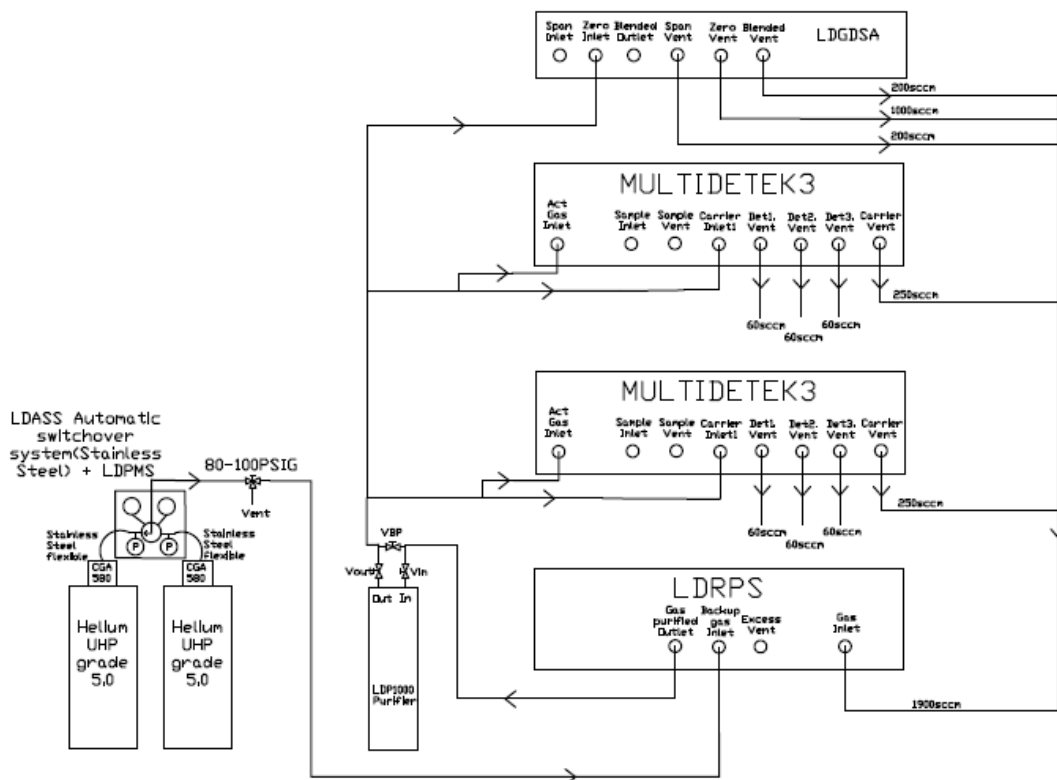 Span Inlet
Zero Inlet
Blended Outlet
Span Vent
Zero Vent
Blended Vent
LDGDSA
200sccm
1000sccm
200sccm
MULTIDETEK3
Act Gas Inlet
Sample Inlet
Sample Vent
Carrier Inlet1
Det1. Vent
Det2. Vent
Det3. Vent
Carrier Vent
250sccm
60sccm
60sccm
60sccm
MULTIDETEK3
Act Gas Inlet
Sample Inlet
Sample Vent
Carrier Inlet1
Det1 Vent
Det2. Vent
Det3. Vent
Carrier Vent
250sccm
60sccm
60sccm
60sccm
LDASS Automatic
switchover
system(Stainless
Steel) + LDPMS
80-100PSIG
Vent
Stainless
Steel
flexible
Stainless
Steel
flexible
P
P
CGA
580
CGA
580
Helium
UHP
grade
5.0
Helium
UHP
grade
5.0
VBP
Vout
Vin
Out In
LDP1000
Purifier
LDRPS
Gas purified Outlet
Backup gas Inlet
Excess Vent
Gas Inlet
1900sccm